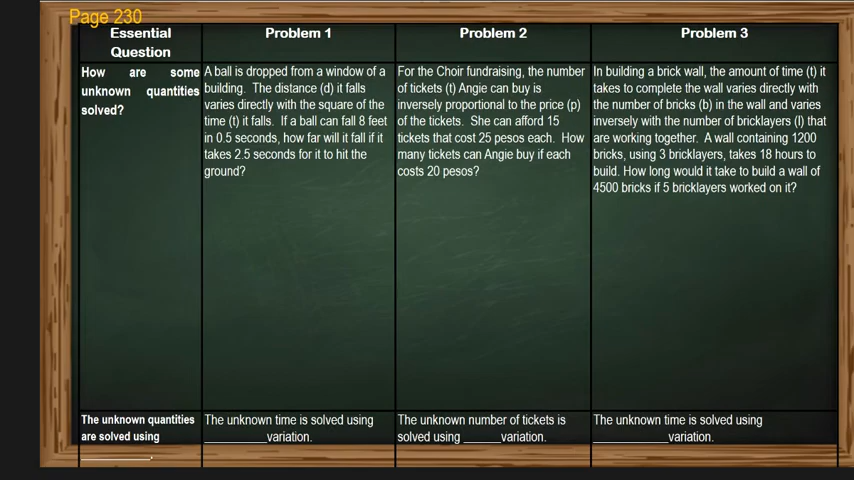 Page 230
Essential
Question
Problem 1
Problem 2
Problem 3
How are some
unknown quantities
solved?
A ball is dropped from a window of a
building. The distance (d) it falls
varies directly with the square of the
time (t) it falls. If a ball can fall 8 feet
in 0.5 seconds, how far will it fall if it
takes 2.5 seconds for it to hit the
ground?
For the Choir fundraising, the number
of tickets (t) Angie can buy is
inversely proportional to the price (p)
of the tickets. She can afford 15
tickets that cost 25 pesos each. How
many tickets can Angie buy if each
costs 20 pesos?
In building a brick wall, the amount of time (t) it
takes to complete the wall varies directly with
the number of bricks (b) in the wall and varies
inversely with the number of bricklayers (l) that
are working together. A wall containing 1200
bricks, using 3 bricklayers, takes 18 hours to
build. How long would it take to build a wall of
4500 bricks if 5 bricklayers worked on it?
The unknown quantities
are solved using
____________.
The unknown time is solved using
__________variation.
The unknown number of tickets is
solved using ______variation.
The unknown time is solved using
____________variation.